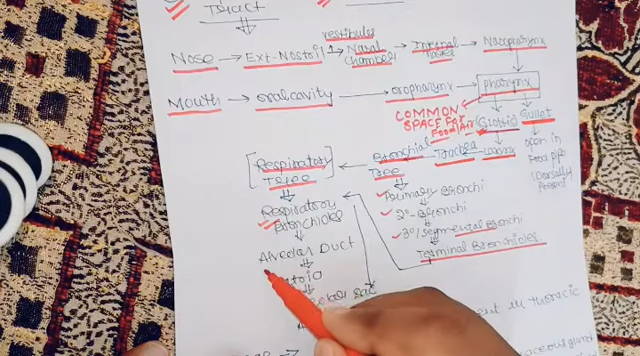 Tract
vestibules
Nose → Ext-Nostril → Nasal Chamber → Internal → Nasopharynx
Mouth → oral cavity → oropharynx → pharynx
COMMON SPACE FOR Food/Air
Glottis Gullet
Respiratory Tree ← Bronchial Tree Trachea ← Larynx
open in Food pipe
(Dorsally Present)
Primary Bronchi
2° Bronchi
3°/Segmental Bronchi
Terminal Bronchioles
Respiratory Bronchioles
Alveolar Duct
in thoracic